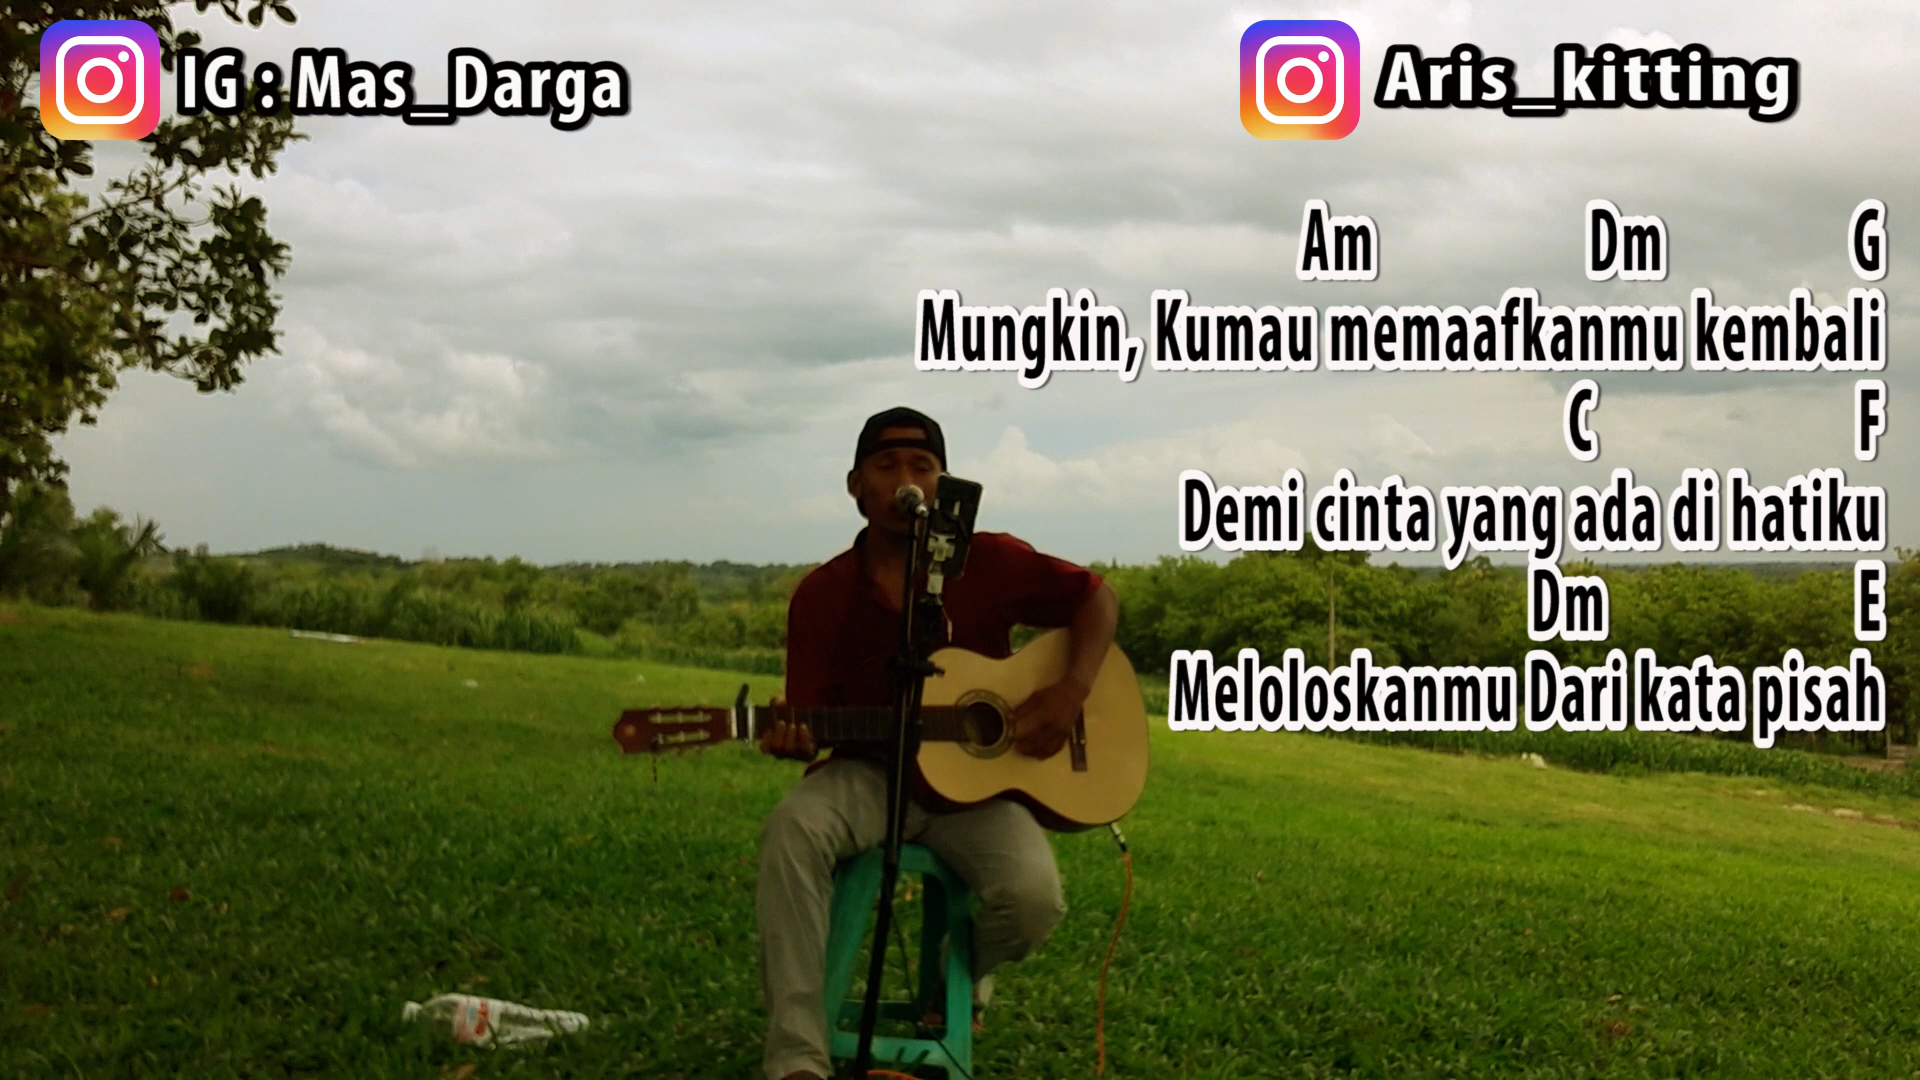 IG : Mas_Darga
Aris_kitting
Am Dm G
Mungkin, Kumau memaafkanmu kembali
C F
Demi cinta yang ada di hatiku
Dm E
Meloloskanmu Dari kata pisah